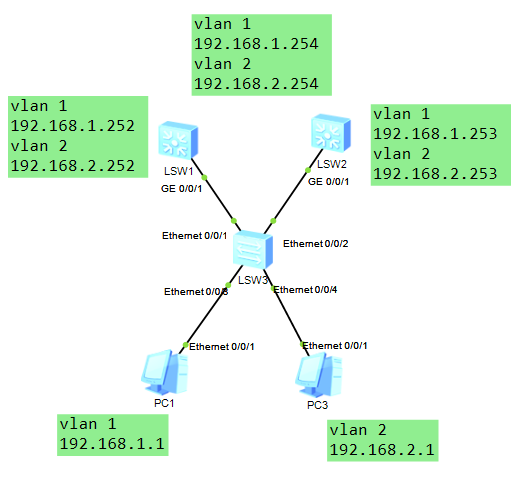 vlan 1
192.168.1.254
vlan 2
192.168.2.254
vlan 1
192.168.1.252
vlan 2
192.168.2.252
vlan 1
192.168.1.253
vlan 2
192.168.2.253
LSW1
LSW2
GE 0/0/1
GE 0/0/1
Ethernet 0/0/1
Ethernet 0/0/2
LSW3
Ethernet 0/0/3
Ethernet 0/0/4
Ethernet 0/0/1
Ethernet 0/0/1
PC1
PC3
vlan 1
192.168.1.1
vlan 2
192.168.2.1